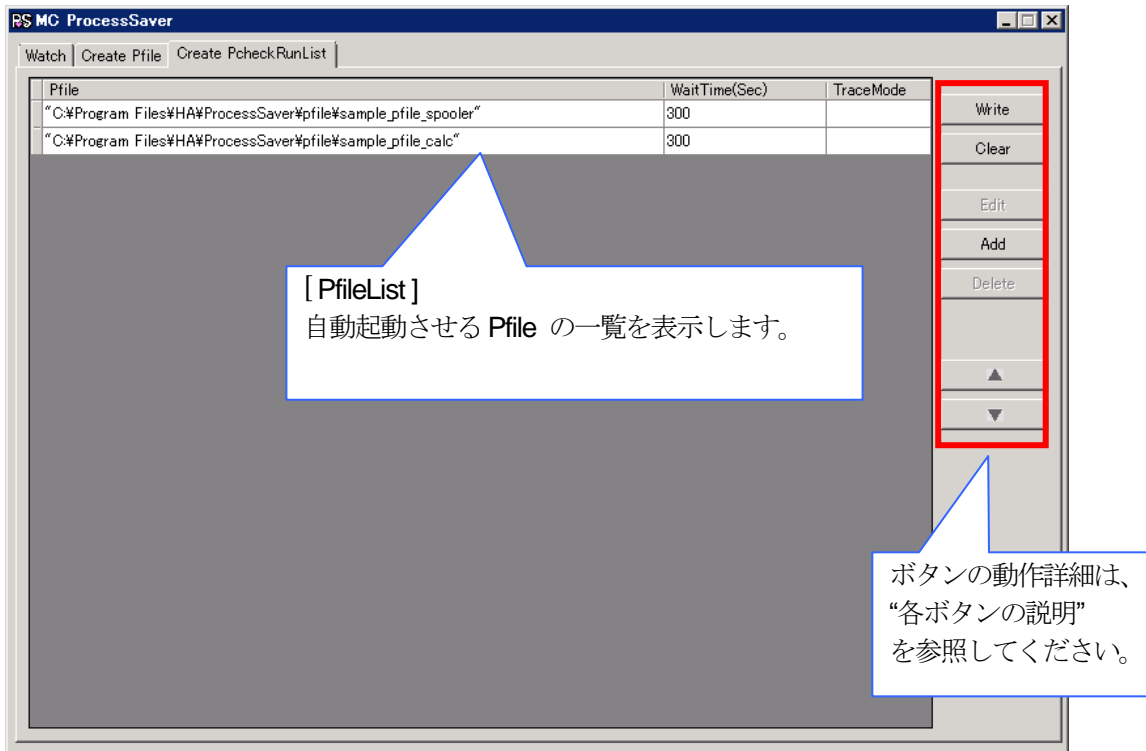 MC ProcessSaver
Watch Create Pfile Create PcheckRunList
Pfile WaitTime(Sec) TraceMode
"C:¥Program Files¥HA¥ProcessSaver¥pfile¥sample_pfile_spooler" 300
"C:¥Program Files¥HA¥ProcessSaver¥pfile¥sample_pfile_calc" 300
Write
Clear
Edit
Add
Delete
▲
▼
[ PfileList ]
自動起動させる Pfile の一覧を表示します。
ボタンの動作詳細は、
“各ボタンの説明”
を参照してください。